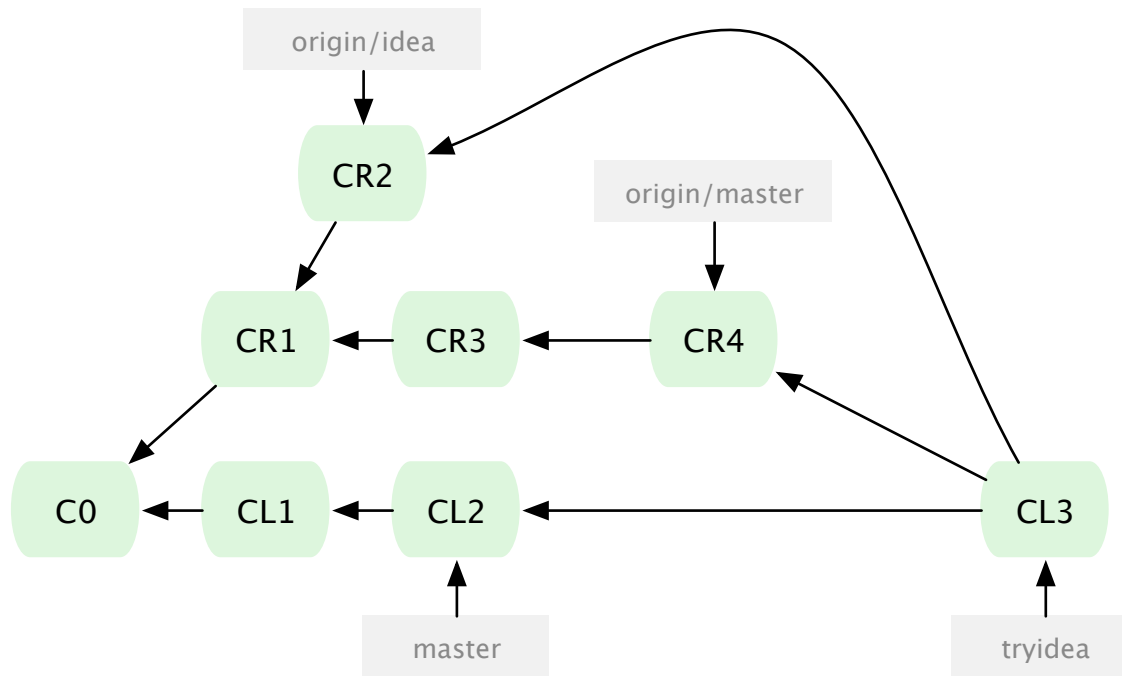 origin/idea
CR2
origin/master
CR1
CR3
CR4
C0
CL1
CL2
CL3
master
tryidea